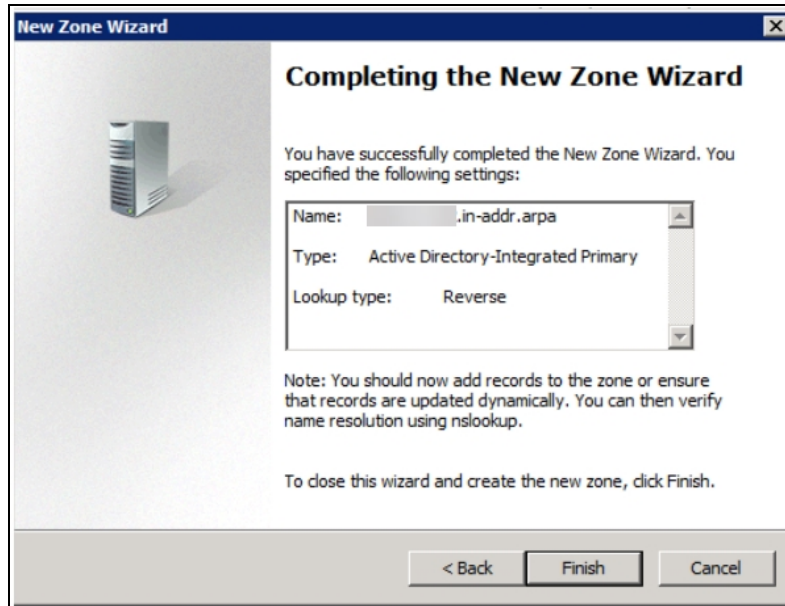 New Zone Wizard
Completing the New Zone Wizard
You have successfully completed the New Zone Wizard. You
specified the following settings:
Name: .in-addr.arpa
Type: Active Directory-Integrated Primary
Lookup type: Reverse
Note: You should now add records to the zone or ensure
that records are updated dynamically. You can then verify
name resolution using nslookup.
To close this wizard and create the new zone, click Finish.
< Back Finish Cancel